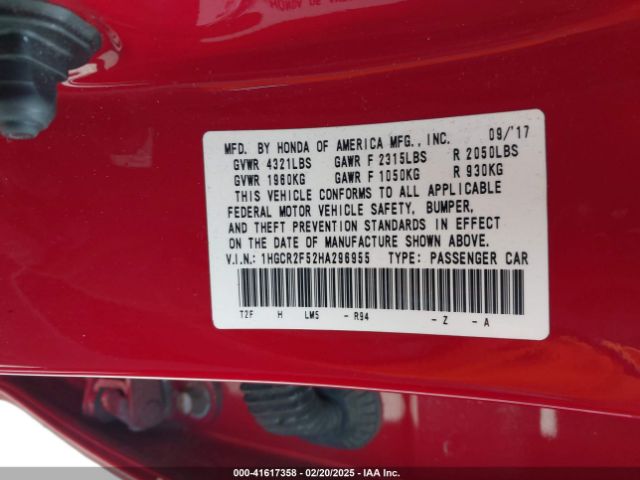 MFD. BY HONDA OF AMERICA MFG., INC. 09/'17
GVWR 4321LBS GAWR F 2315LBS R 2050LBS
GVWR 1960KG GAWR F 1050KG R 930KG
THIS VEHICLE CONFORMS TO ALL APPLICABLE
FEDERAL MOTOR VEHICLE SAFETY, BUMPER,
AND THEFT PREVENTION STANDARDS IN EFFECT
ON THE DATE OF MANUFACTURE SHOWN ABOVE.
V.I.N.: 1HGCR2F52HA296955 TYPE: PASSENGER CAR
T2F H LM5 - R94 - Z - A
000-41617358 - 02/20/2025 - IAA Inc.